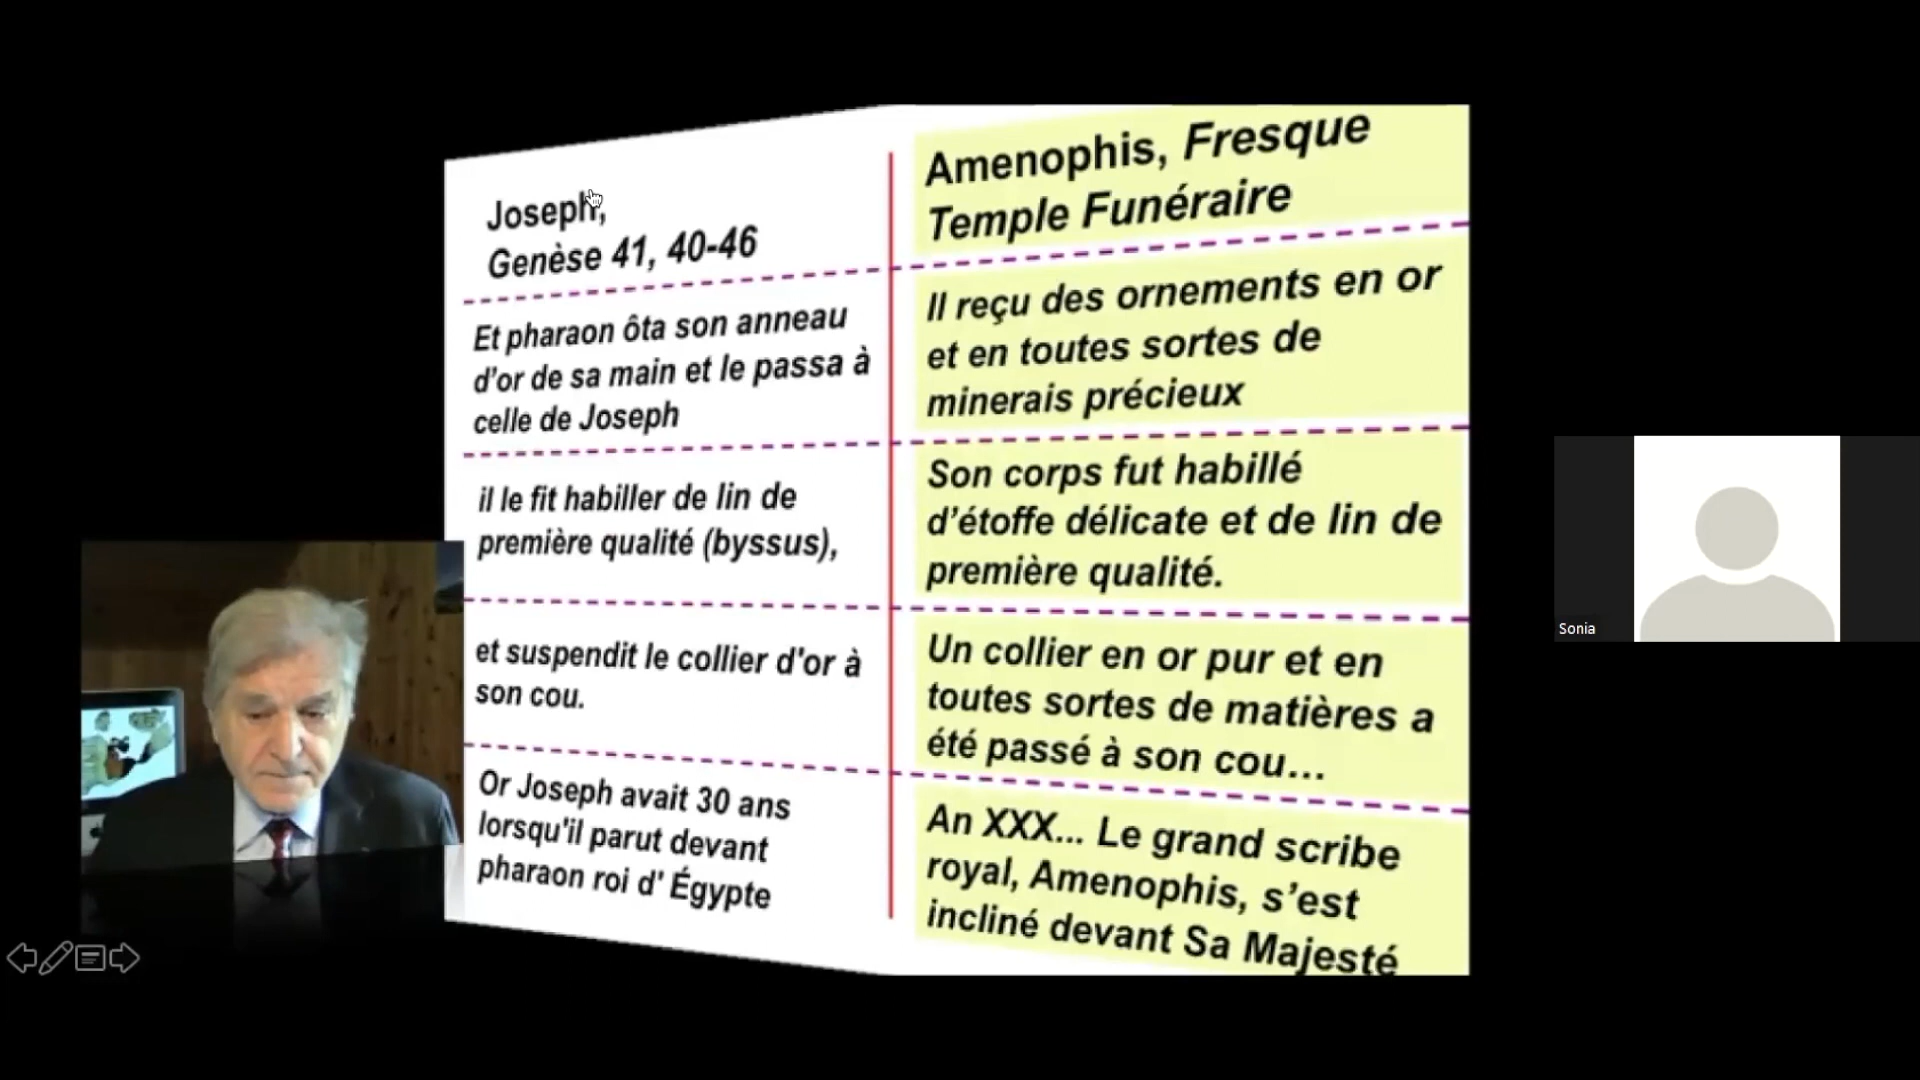 Joseph,
Genèse 41, 40-46
Et pharaon ôta son anneau
d'or de sa main et le passa à
celle de Joseph
il le fit habiller de lin de
première qualité (byssus),
et suspendit le collier d'or à
son cou.
Or Joseph avait 30 ans
lorsqu'il parut devant
pharaon roi d' Égypte
Amenophis, Fresque
Temple Funéraire
Il reçu des ornements en or
et en toutes sortes de
minerais précieux
Son corps fut habillé
d’étoffe délicate et de lin de
première qualité.
Un collier en or pur et en
toutes sortes de matières a
été passé à son cou…
An XXX... Le grand scribe
royal, Amenophis, s’est
incliné devant Sa Majesté
Sonia